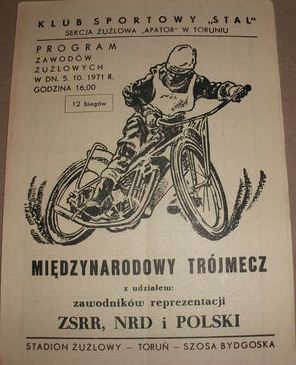 KLUB SPORTOWY „STAL"
SEKCJA ŻUŻLOWA „APATOR" W TORUNIU
PROGRAM
ZAWODÓW
ŻUŻLOWYCH
W DN. 5.10.1971 R.
GODZINA 16,00
12 biegów
MIĘDZYNARODOWY TRÓJMECZ
z udziałem:
zawodników reprezentacji
ZSRR, NRD i POLSKI
STADION ŻUŻLOWY — TORUŃ — SZOSA BYDGOSKA